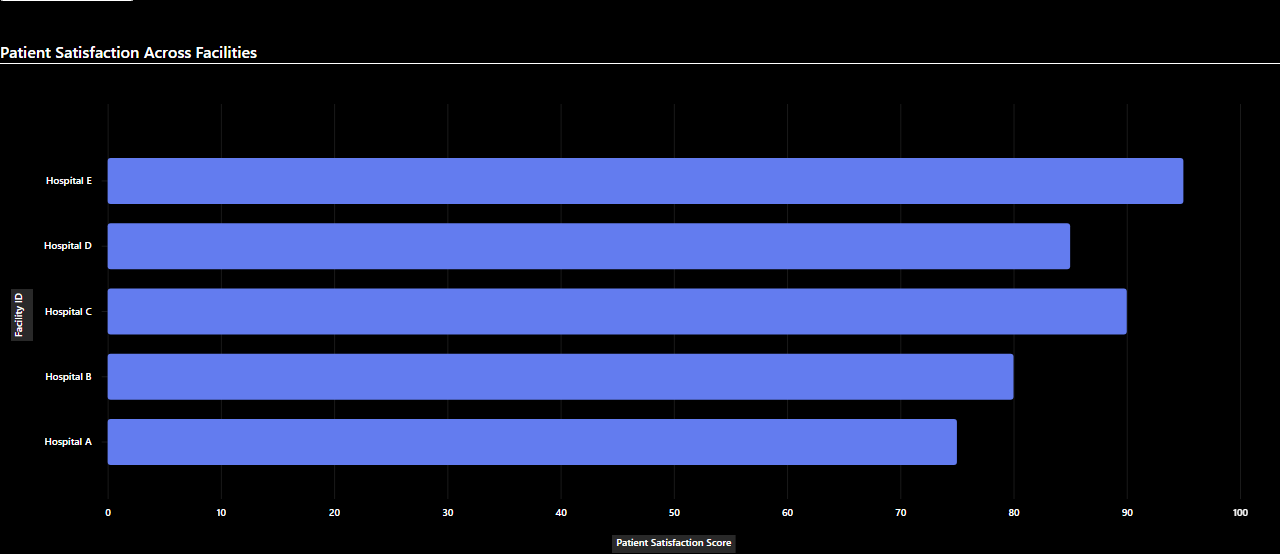 Patient Satisfaction Across Facilities
Hospital E
Hospital D
Hospital C
Hospital B
Hospital A
Facility ID
0 10 20 30 40 50 60 70 80 90 100
Patient Satisfaction Score